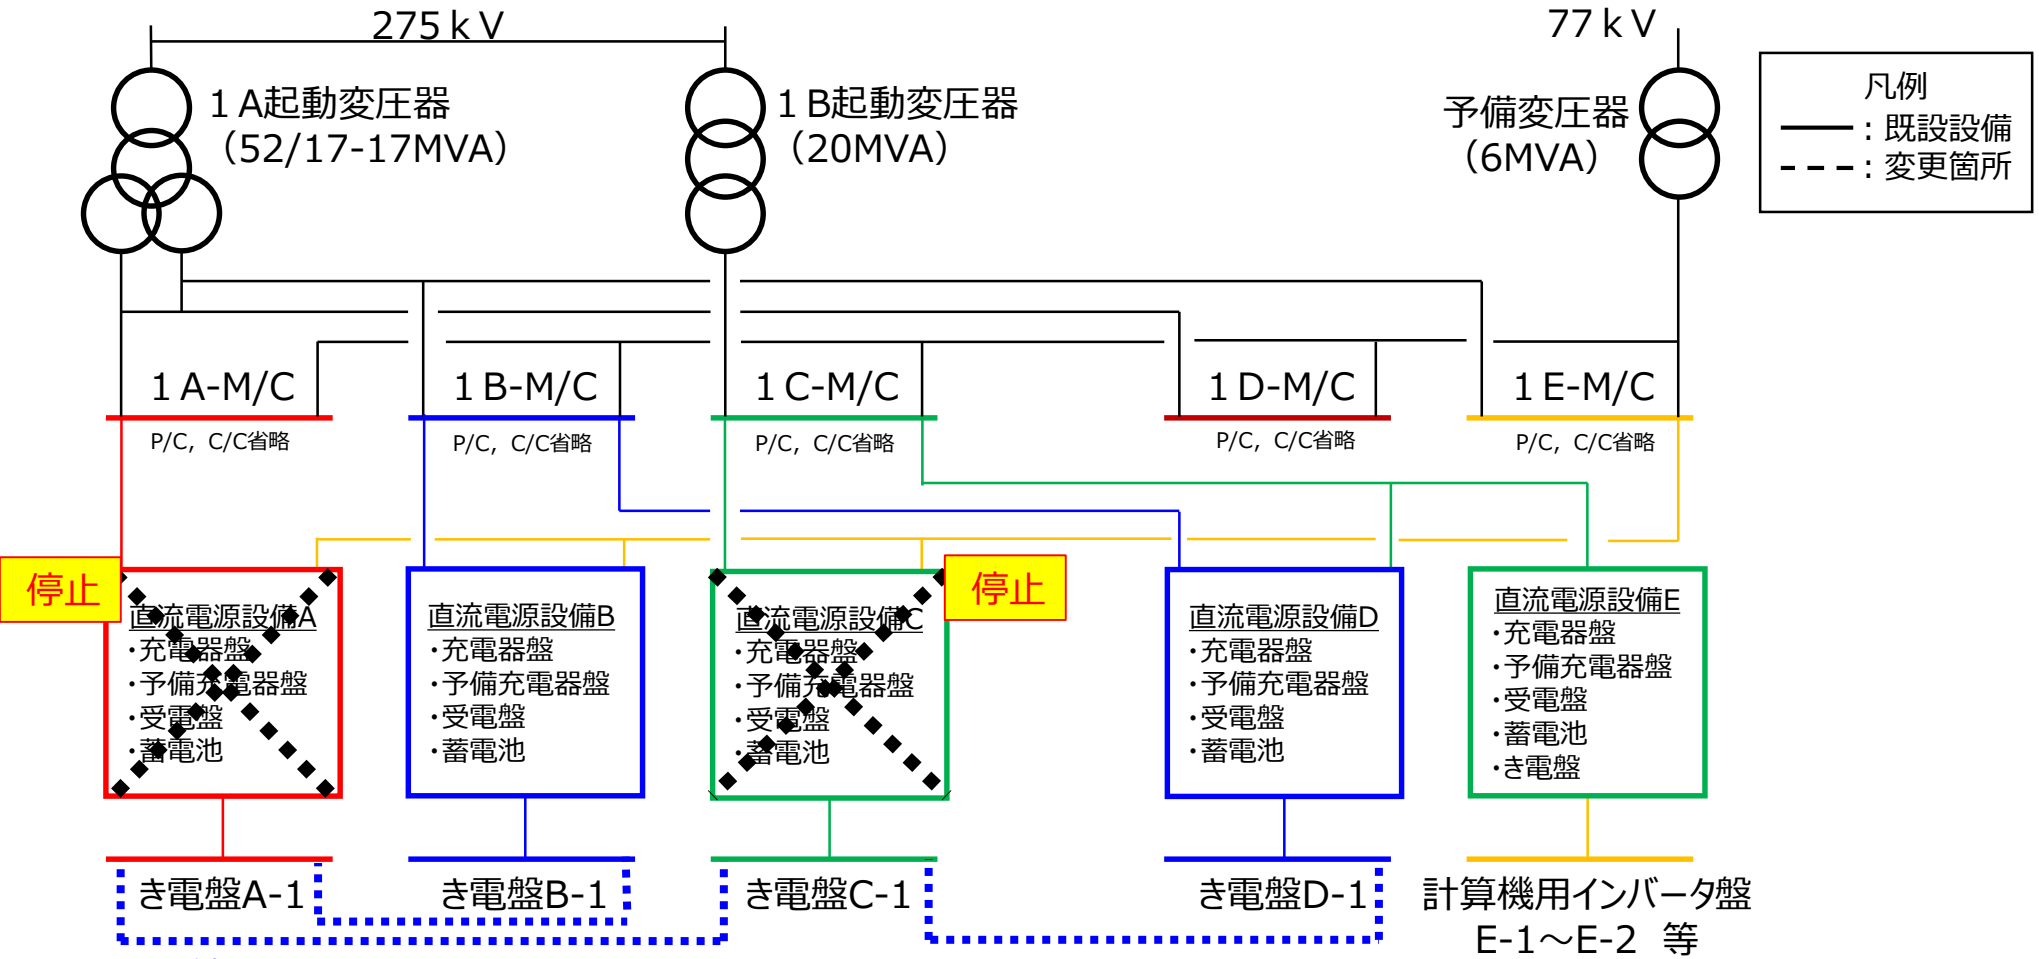 275ｋV
77ｋV
１A起動変圧器
（52/17-17MVA）
１B起動変圧器
（20MVA）
予備変圧器
（6MVA）
凡例
：既設設備
：変更箇所
１A-M/C
１B-M/C
１C-M/C
１D-M/C
１E-M/C
P/C，C/C省略
P/C，C/C省略
P/C，C/C省略
P/C，C/C省略
P/C，C/C省略
停止
直流電源設備A
・充電器盤
・予備充電器盤
・受電盤
・蓄電池
直流電源設備B
・充電器盤
・予備充電器盤
・受電盤
・蓄電池
停止
直流電源設備C
・充電器盤
・予備充電器盤
・受電盤
・蓄電池
直流電源設備D
・充電器盤
・予備充電器盤
・受電盤
・蓄電池
直流電源設備E
・充電器盤
・予備充電器盤
・受電盤
・蓄電池
・き電盤
き電盤A-1
き電盤B-1
き電盤C-1
き電盤D-1
計算機用インバータ盤
E-1～E-2 等